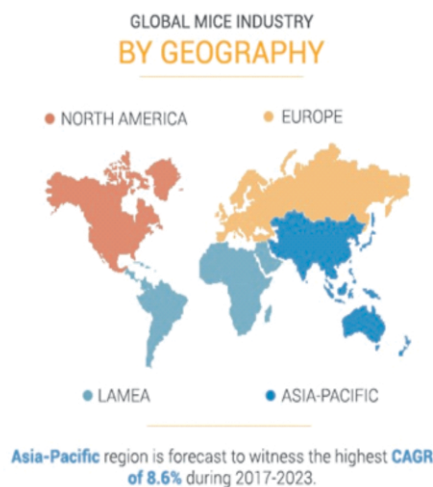 GLOBAL MICE INDUSTRY
BY GEOGRAPHY
NORTH AMERICA
EUROPE
LAMEA
ASIA-PACIFIC
Asia-Pacific region is forecast to witness the highest CAGR
of 8.6% during 2017-2023.